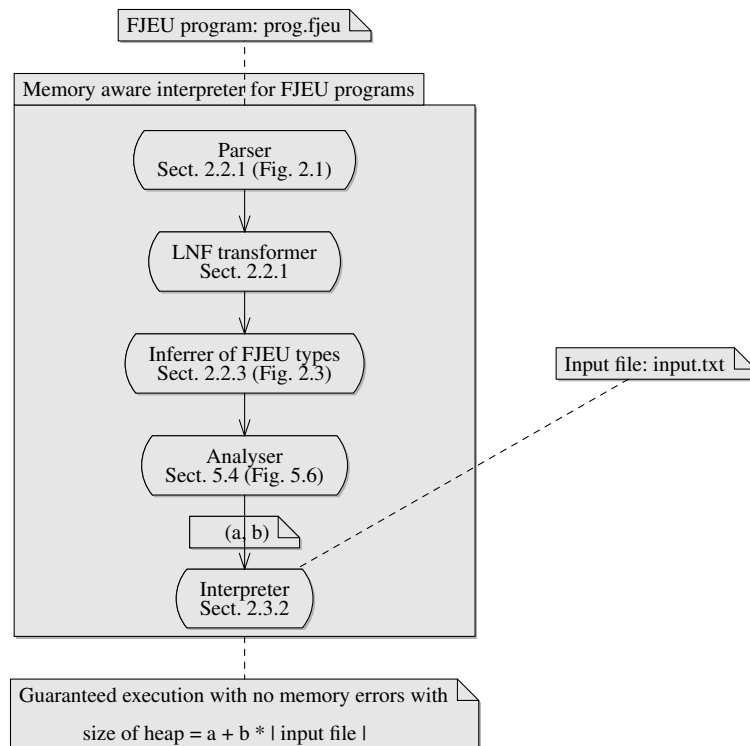 FJEU program: prog.fjeu
Memory aware interpreter for FJEU programs
Parser
Sect. 2.2.1 (Fig. 2.1)
LNF transformer
Sect. 2.2.1
Inferrer of FJEU types
Sect. 2.2.3 (Fig. 2.3)
Input file: input.txt
Analyser
Sect. 5.4 (Fig. 5.6)
(a, b)
Interpreter
Sect. 2.3.2
Guaranteed execution with no memory errors with
size of heap = a + b * | input file |